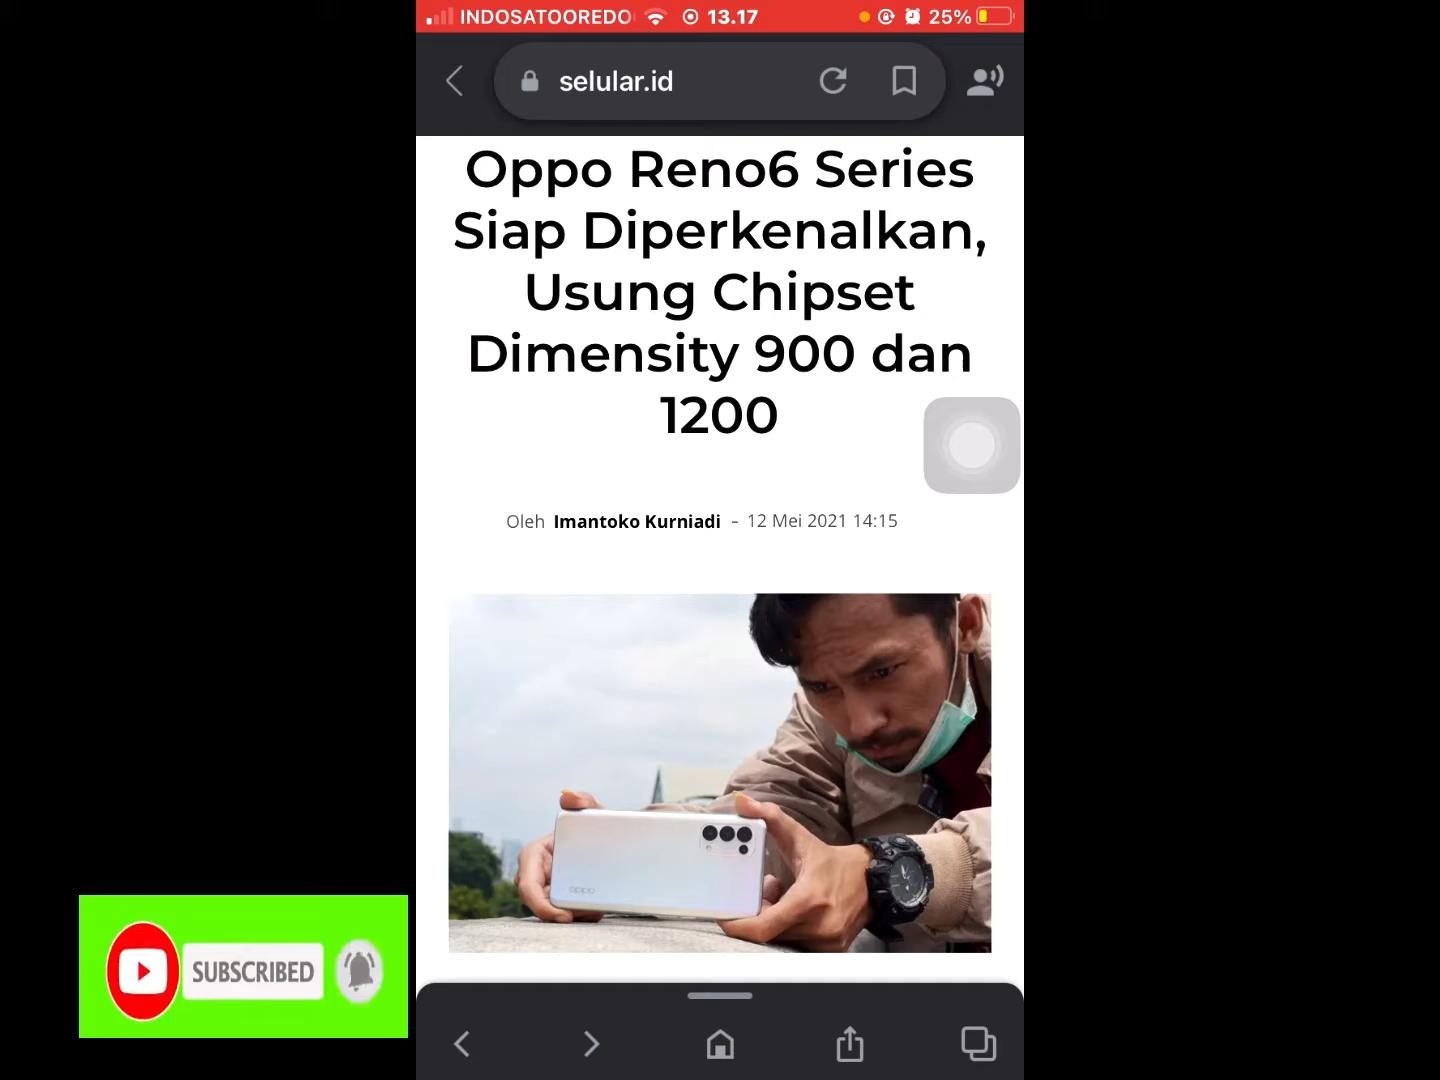 INDOSATOOREDO
13.17
25%
selular.id
Oppo Reno6 Series
Siap Diperkenalkan,
Usung Chipset
Dimensity 900 dan
1200
Oleh Imantoko Kurniadi - 12 Mei 2021 14:15
oppo
SUBSCRIBED